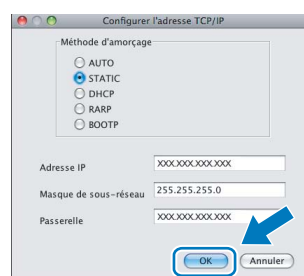 Configurer l'adresse TCP/IP
Méthode d'amorçage
AUTO
STATIC
DHCP
RARP
BOOTP
Adresse IP XXX.XXX.XXX.XXX
Masque de sous-réseau 255.255.255.0
Passerelle XXX.XXX.XXX.XXX
OK Annuler